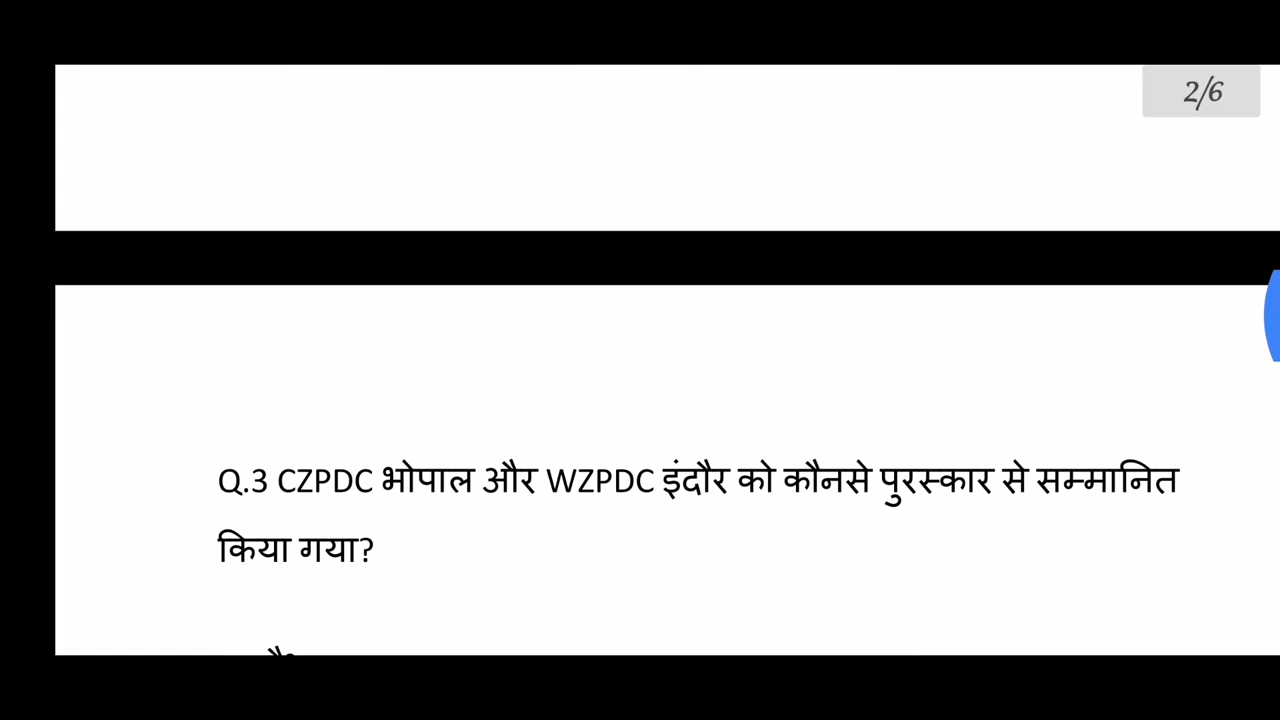 2/6
Q.3 CZPDC भोपाल और WZPDC इंदौर को कौनसे पुरस्कार से सम्मानित
किया गया?